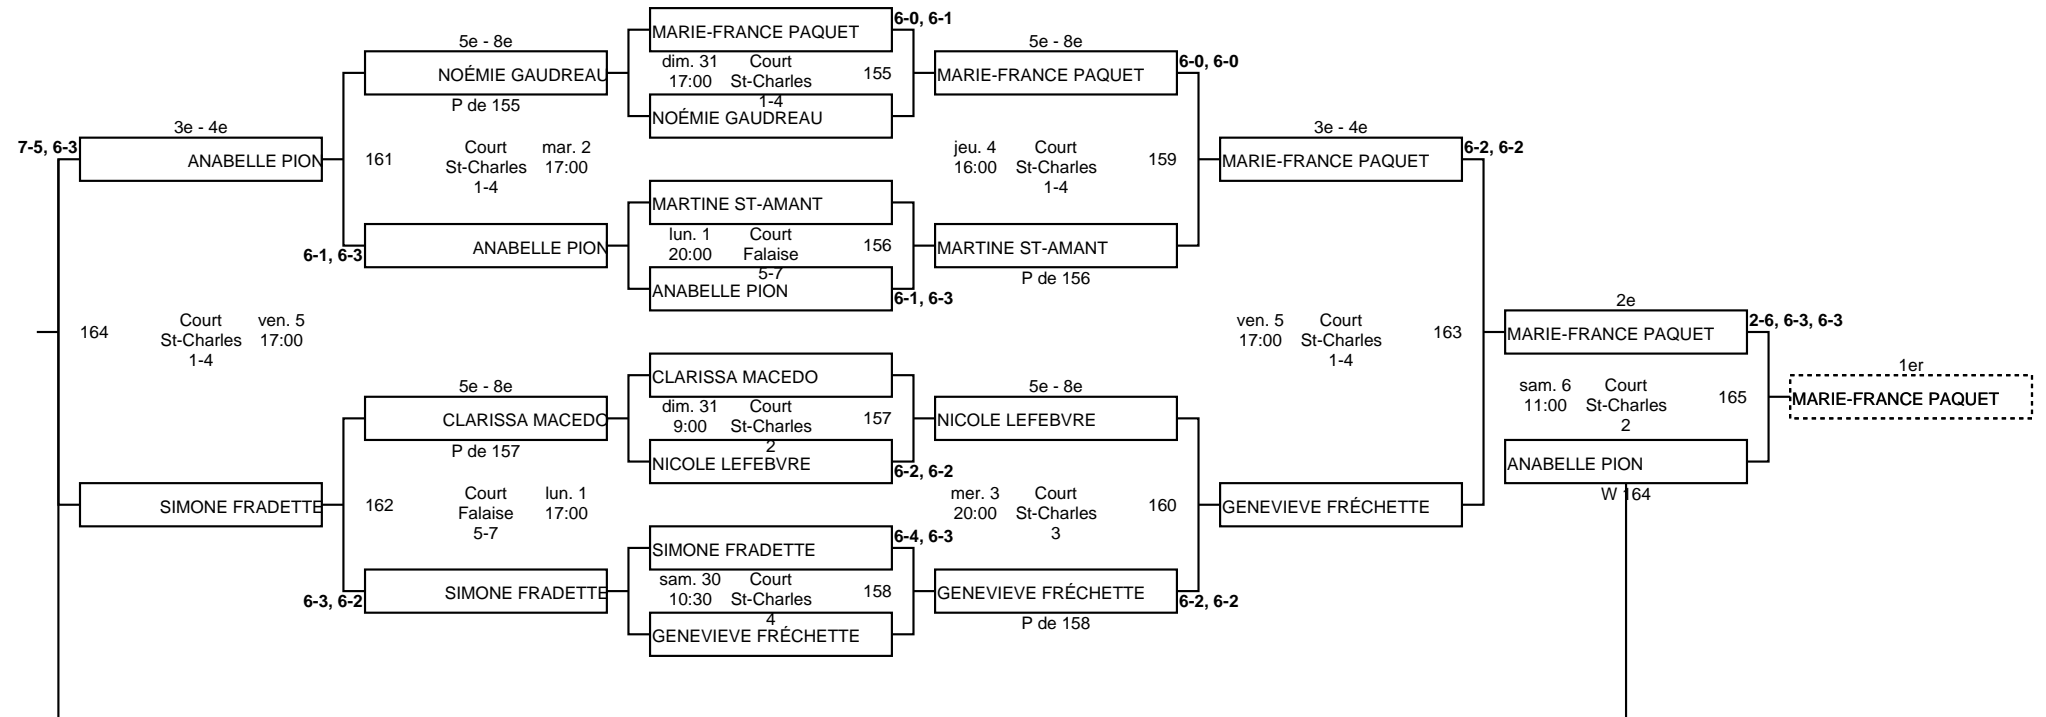 7-5, 6-3
3e - 4e
ANABELLE PION
164
Court
St-Charles
1-4
ven. 5
17:00
SIMONE FRADETTE
5e - 8e
NOÉMIE GAUDREAU
P de 155
161
Court
St-Charles
1-4
mar. 2
17:00
ANABELLE PION
6-1, 6-3
5e - 8e
CLARISSA MACEDO
P de 157
162
Court
Falaise
5-7
lun. 1
17:00
SIMONE FRADETTE
6-3, 6-2
MARIE-FRANCE PAQUET
6-0, 6-1
dim. 31
17:00
Court
St-Charles
1-4
155
NOÉMIE GAUDREAU
MARTINE ST-AMANT
lun. 1
20:00
Court
Falaise
5-7
156
ANABELLE PION
6-1, 6-3
CLARISSA MACEDO
dim. 31
9:00
Court
St-Charles
2
157
NICOLE LEFEBVRE
6-2, 6-2
SIMONE FRADETTE
6-4, 6-3
sam. 30
10:30
Court
St-Charles
4
158
GENEVIEVE FRÉCHETTE
5e - 8e
MARIE-FRANCE PAQUET
6-0, 6-0
jeu. 4
16:00
Court
St-Charles
1-4
159
MARTINE ST-AMANT
P de 156
5e - 8e
NICOLE LEFEBVRE
mer. 3
20:00
Court
St-Charles
3
160
GENEVIEVE FRÉCHETTE
6-2, 6-2
P de 158
3e - 4e
MARIE-FRANCE PAQUET
6-2, 6-2
ven. 5
17:00
Court
St-Charles
1-4
163
GENEVIEVE FRÉCHETTE
2e
MARIE-FRANCE PAQUET
2-6, 6-3, 6-3
sam. 6
11:00
Court
St-Charles
2
165
ANABELLE PION
W 164
1er
MARIE-FRANCE PAQUET